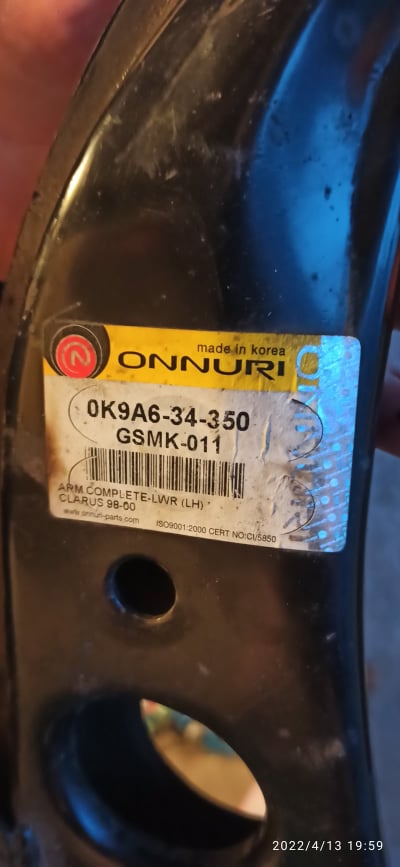 made in korea
ONNURI
0K9A6-34-350
GSMK-011
ARM COMPLETE-LWR (LH)
CLARUS 98-00
www.onnuri-parts.com ISO9001:2000 CERT NO:CI/5850
2022/4/13 19:59